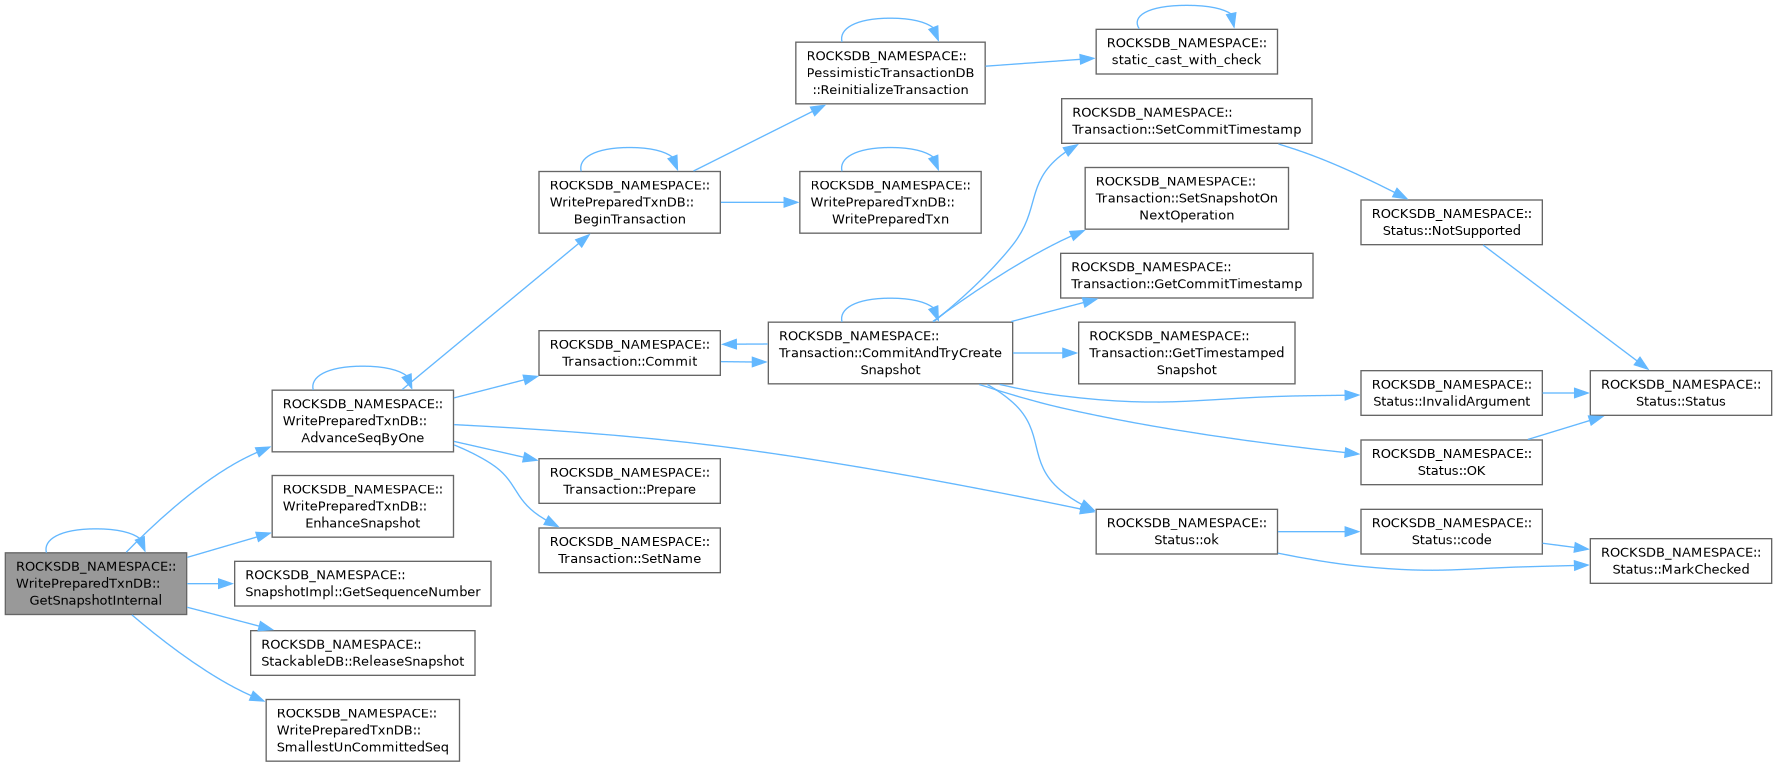 ROCKSDB_NAMESPACE::
WritePreparedTxnDB::
GetSnapshotInternal
ROCKSDB_NAMESPACE::
WritePreparedTxnDB::
AdvanceSeqByOne
ROCKSDB_NAMESPACE::
WritePreparedTxnDB::
EnhanceSnapshot
ROCKSDB_NAMESPACE::
SnapshotImpl::GetSequenceNumber
ROCKSDB_NAMESPACE::
StackableDB::ReleaseSnapshot
ROCKSDB_NAMESPACE::
WritePreparedTxnDB::
SmallestUnCommittedSeq
ROCKSDB_NAMESPACE::
WritePreparedTxnDB::
BeginTransaction
ROCKSDB_NAMESPACE::
Transaction::Commit
ROCKSDB_NAMESPACE::
Transaction::Prepare
ROCKSDB_NAMESPACE::
Transaction::SetName
ROCKSDB_NAMESPACE::
PessimisticTransactionDB
::ReinitializeTransaction
ROCKSDB_NAMESPACE::
WritePreparedTxnDB::
WritePreparedTxn
ROCKSDB_NAMESPACE::
Transaction::CommitAndTryCreate
Snapshot
ROCKSDB_NAMESPACE::
static_cast_with_check
ROCKSDB_NAMESPACE::
Transaction::SetCommitTimestamp
ROCKSDB_NAMESPACE::
Transaction::SetSnapshotOn
NextOperation
ROCKSDB_NAMESPACE::
Transaction::GetCommitTimestamp
ROCKSDB_NAMESPACE::
Transaction::GetTimestamped
Snapshot
ROCKSDB_NAMESPACE::
Status::ok
ROCKSDB_NAMESPACE::
Status::NotSupported
ROCKSDB_NAMESPACE::
Status::InvalidArgument
ROCKSDB_NAMESPACE::
Status::OK
ROCKSDB_NAMESPACE::
Status::code
ROCKSDB_NAMESPACE::
Status::Status
ROCKSDB_NAMESPACE::
Status::MarkChecked